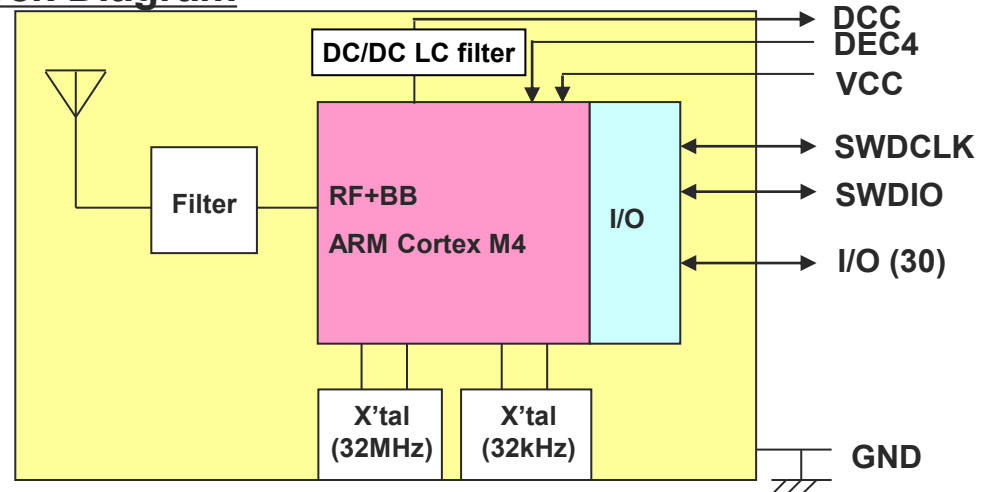 Diagram
DCC
DC/DC LC filter
DEC4
VCC
SWDCLK
Filter
RF+BB
I/O
SWDIO
ARM Cortex M4
I/O (30)
X'tal
(32MHz)
X'tal
(32kHz)
GND